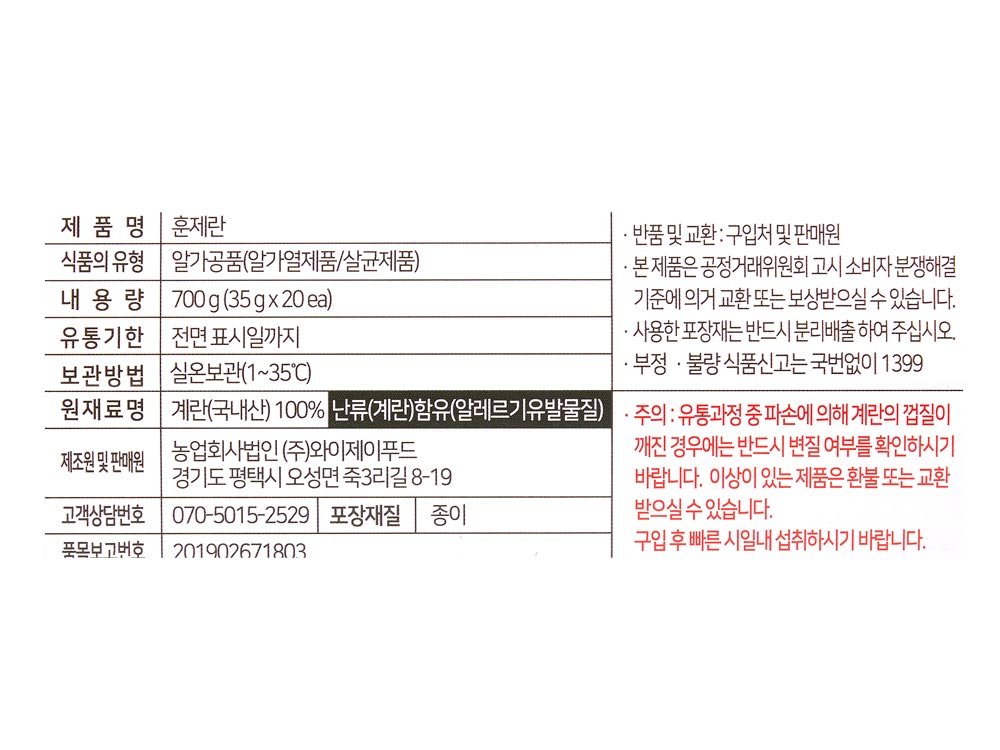 제 품 명 훈제란
식품의 유형 알가공품(알가열제품/살균제품)
내 용 량 700 g (35 g x 20 ea)
유통기한 전면 표시일까지
보관방법 실온보관(1~35℃)
원재료명 계란(국내산) 100% 난류(계란)함유(알레르기유발물질)
제조원 및 판매원 농업회사법인 (주)와이제이푸드
경기도 평택시 오성면 죽3리길 8-19
고객상담번호 070-5015-2529 포장재질 종이
품목보고번호 201902671803
· 반품 및 교환 : 구입처 및 판매원
· 본 제품은 공정거래위원회 고시 소비자 분쟁해결
기준에 의거 교환 또는 보상받으실 수 있습니다.
· 사용한 포장재는 반드시 분리배출 하여 주십시오.
· 부정 · 불량 식품신고는 국번없이 1399
· 주의 : 유통과정 중 파손에 의해 계란의 껍질이
깨진 경우에는 반드시 변질 여부를 확인하시기
바랍니다. 이상이 있는 제품은 환불 또는 교환
받으실 수 있습니다.
구입 후 빠른 시일내 섭취하시기 바랍니다.